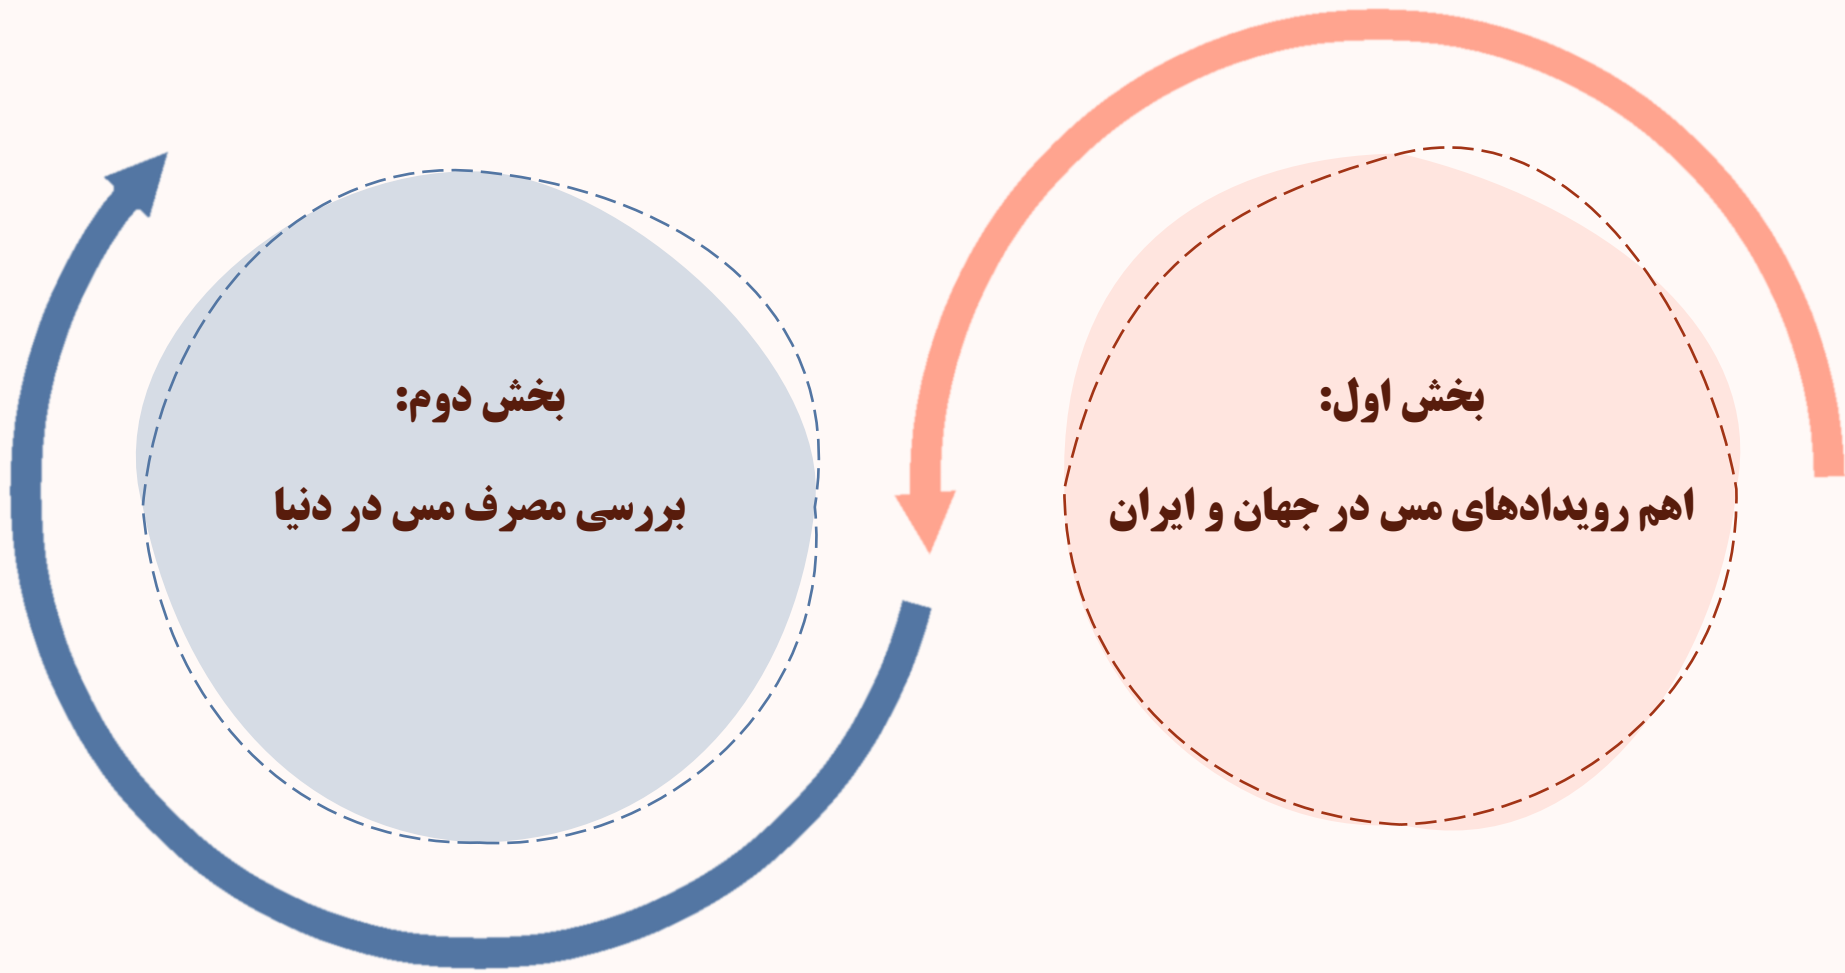 بخش اول:
اهم رویدادهای مس در جهان و ایران
بخش دوم:
بررسی مصرف مس در دنیا